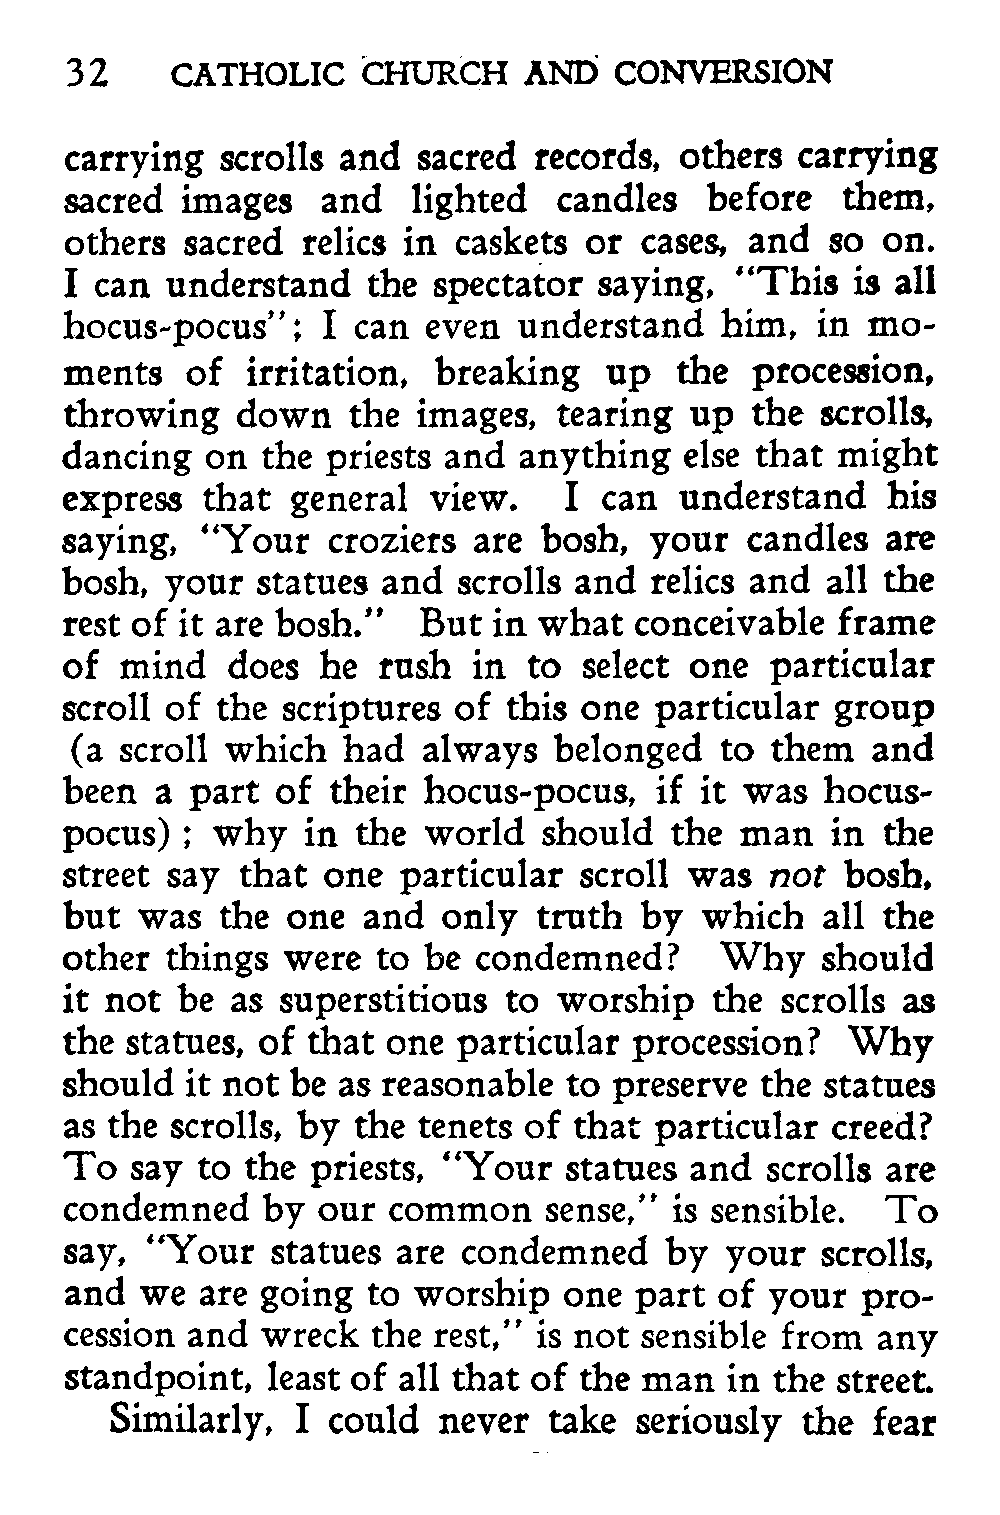 32 CATHOLIC CHURCH AND CONVERSION
carrying scrolls and sacred records, others carrying
sacred images and lighted candles before them,
others sacred relics in caskets or cases, and so on.
I can understand the spectator saying, "This is all
hocus-pocus"; I can even understand him, in mo-
ments of irritation, breaking up the procession,
throwing down the images, tearing up the scrolls,
dancing on the priests and anything else that might
express that general view. I can understand his
saying, "Your croziers are bosh, your candles are
bosh, your statues and scrolls and relics and all the
rest of it are bosh." But in what conceivable frame
of mind does he rush in to select one particular
scroll of the scriptures of this one particular group
(a scroll which had always belonged to them and
been a part of their hocus-pocus, if it was hocus-
pocus) ; why in the world should the man in the
street say that one particular scroll was not bosh,
but was the one and only truth by which all the
other things were to be condemned? Why should
it not be as superstitious to worship the scrolls as
the statues, of that one particular procession? Why
should it not be as reasonable to preserve the statues
as the scrolls, by the tenets of that particular creed?
To say to the priests, "Your statues and scrolls are
condemned by our common sense," is sensible. To
say, "Your statues are condemned by your scrolls,
and we are going to worship one part of your pro-
cession and wreck the rest," is not sensible from any
standpoint, least of all that of the man in the street.
Similarly, I could never take seriously the fear